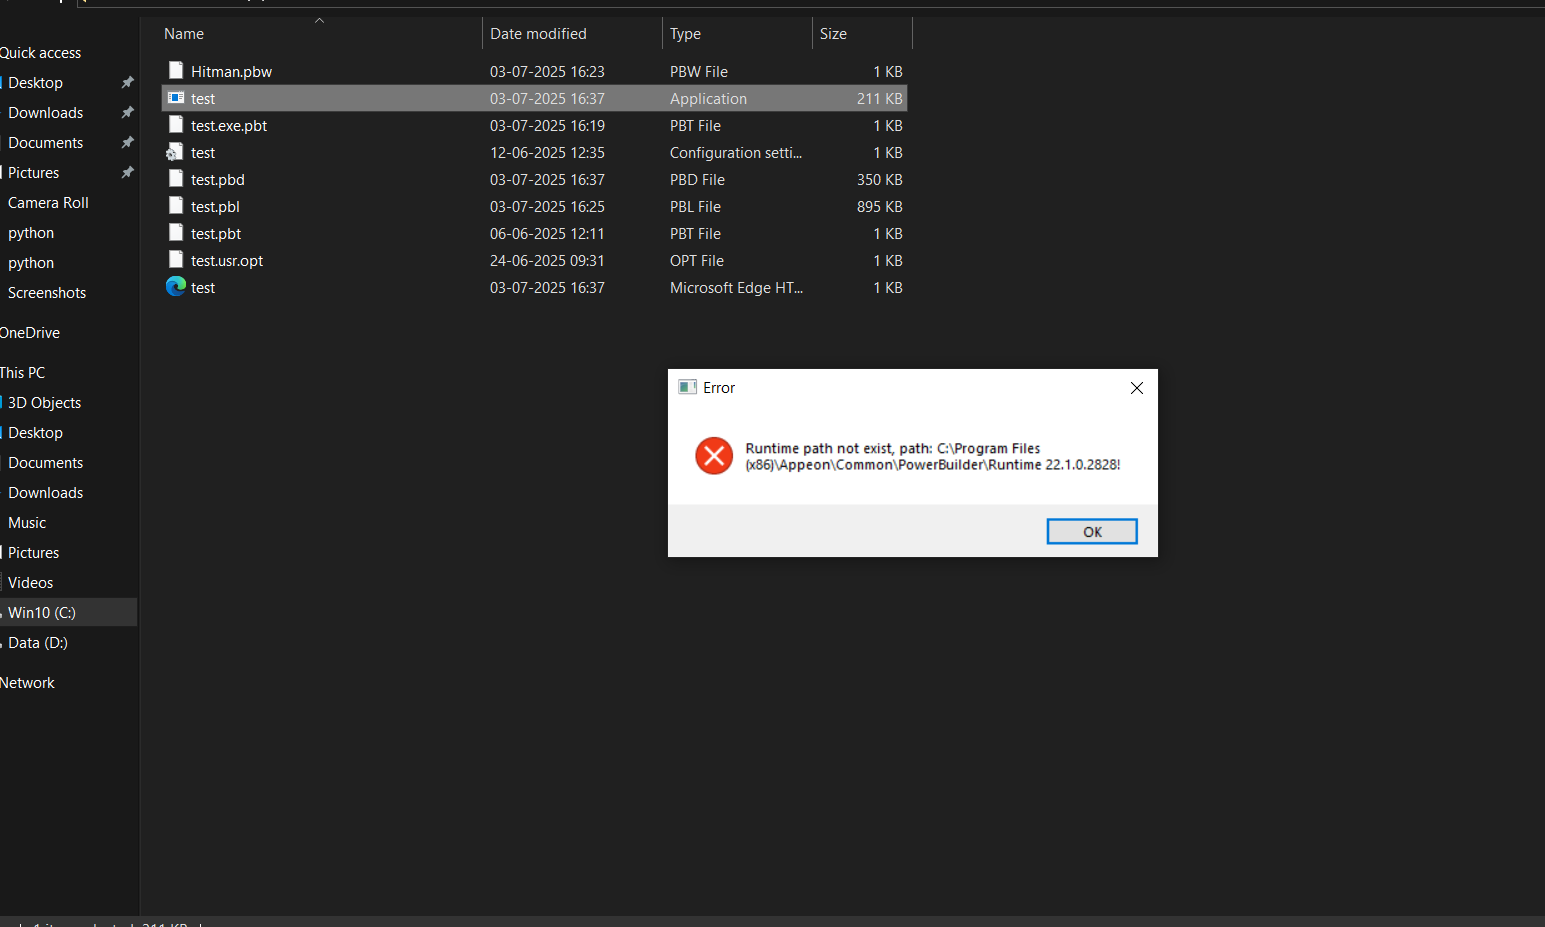 Name Date modified Type Size
Quick access
Hitman.pbw 03-07-2025 16:23 PBW File 1 KB
Desktop
test 03-07-2025 16:37 Application 211 KB
Downloads
test.exe.pbt 03-07-2025 16:19 PBT File 1 KB
Documents
test 12-06-2025 12:35 Configuration setti... 1 KB
Pictures
test.pbd 03-07-2025 16:37 PBD File 350 KB
Camera Roll
test.pbl 03-07-2025 16:25 PBL File 895 KB
python
test.pbt 06-06-2025 12:11 PBT File 1 KB
python
test.usr.opt 24-06-2025 09:31 OPT File 1 KB
Screenshots
test 03-07-2025 16:37 Microsoft Edge HT... 1 KB
OneDrive
This PC
3D Objects
Desktop
Documents
Downloads
Music
Pictures
Videos
Win10 (C:)
Data (D:)
Network
Error
Runtime path not exist, path: C:\Program Files
(x86)\Appeon\Common\PowerBuilder\Runtime 22.1.0.2828!
OK